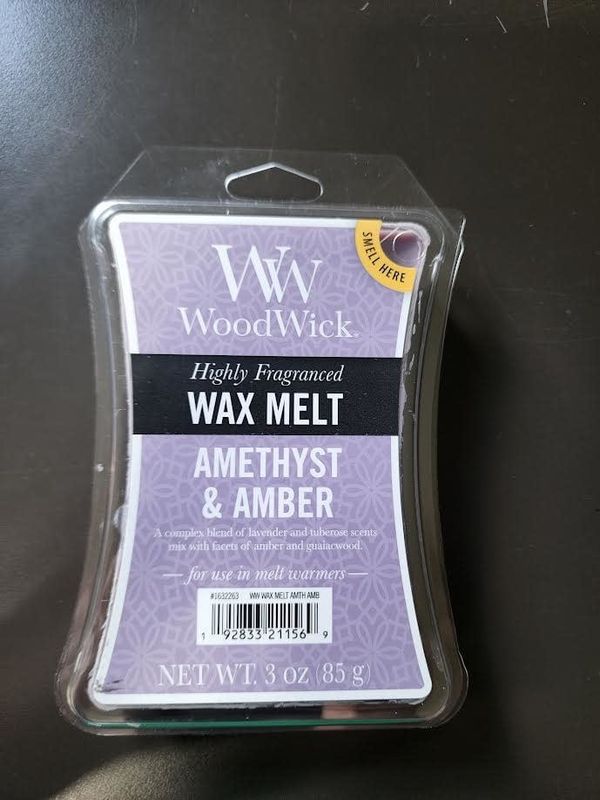 SMELL HERE
WW
WoodWick
Highly Fragranced
WAX MELT
AMETHYST
& AMBER
A complex blend of lavender and tuberose scents
mix with facets of amber and guaiacwood.
— for use in melt warmers —
#1632263 WW WAX MELT AMTH AMB
1 92833 21156 9
NET WT. 3 oz (85 g)